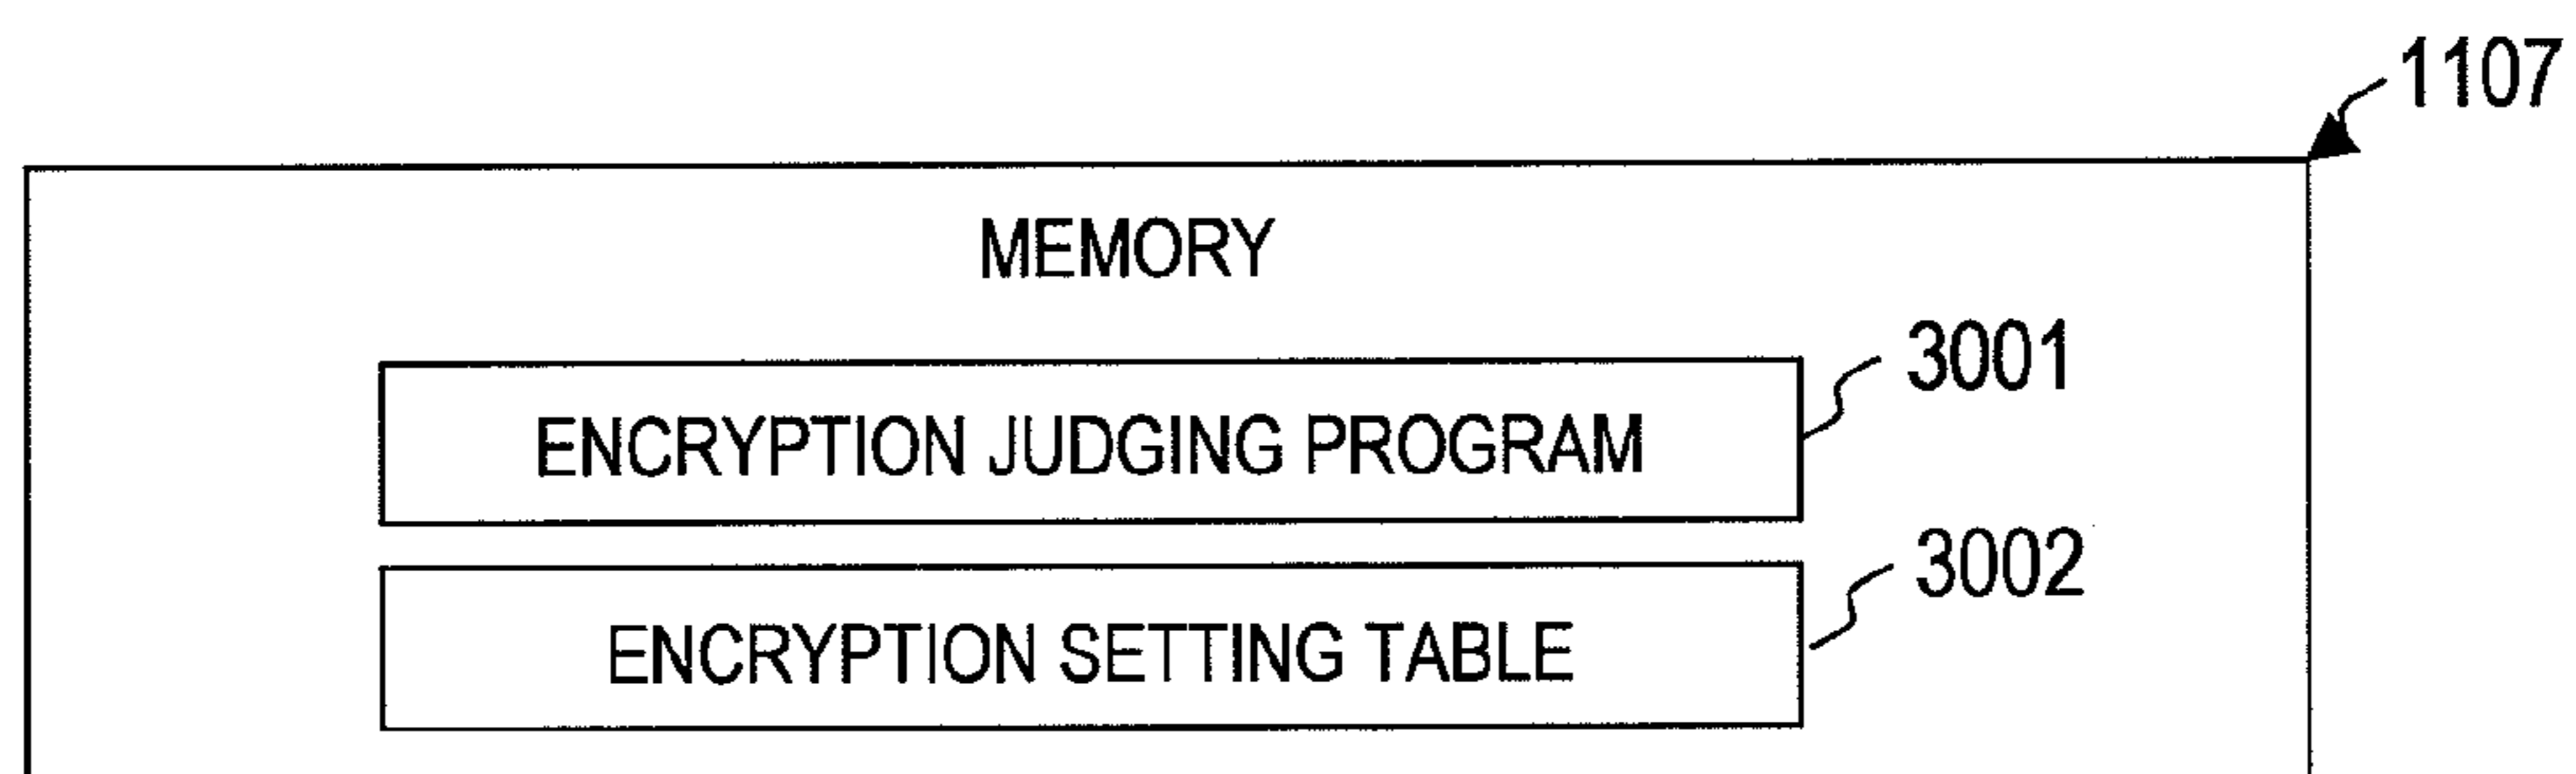 1107
MEMORY
3001
ENCRYPTION JUDGING PROGRAM
3002
ENCRYPTION SETTING TABLE